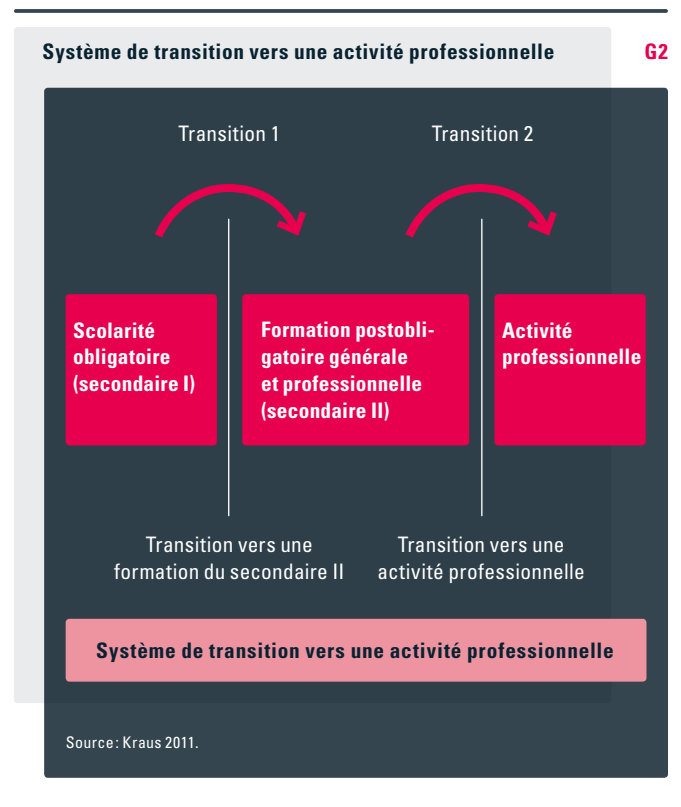 Système de transition vers une activité professionnelle G2
Transition 1
Transition 2
Scolarité
obligatoire
(secondaire I)
Formation postobli-
gatoire générale
et professionnelle
(secondaire II)
Activité
professionnelle
Transition vers une
formation du secondaire II
Transition vers une
activité professionnelle
Système de transition vers une activité professionnelle
Source: Kraus 2011.